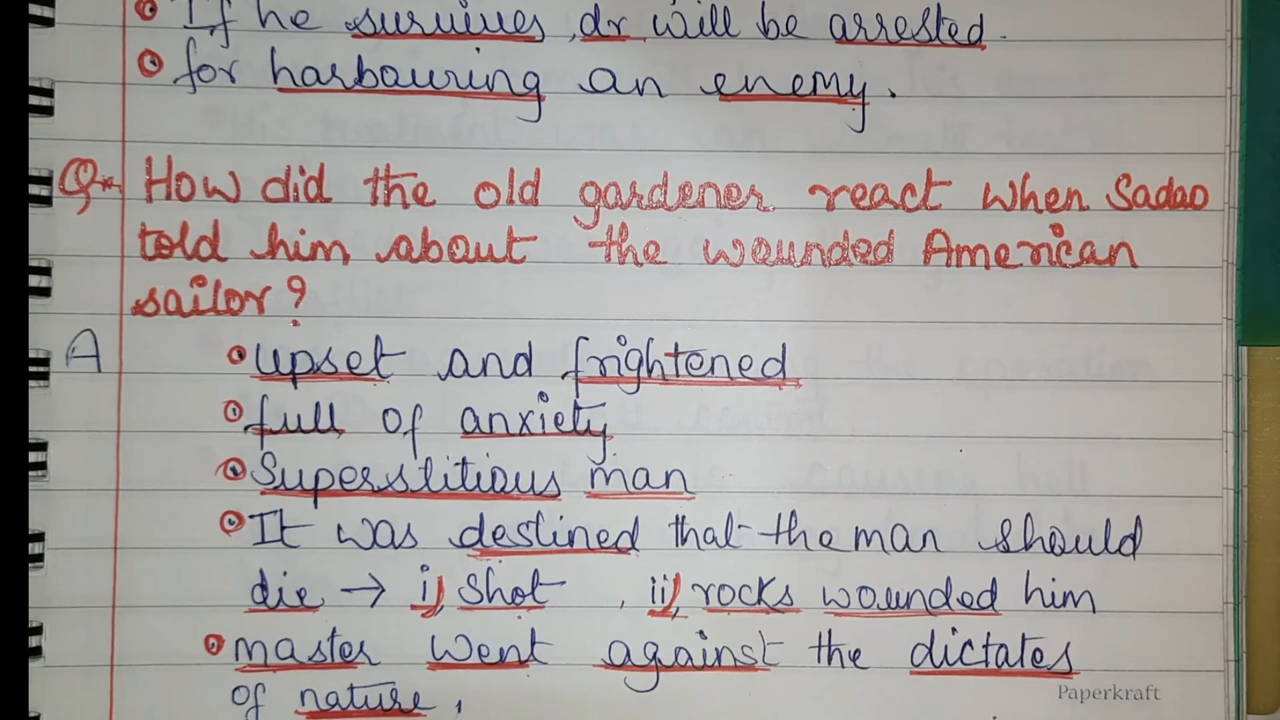 If he survives, dr will be arrested.
for harbouring an enemy.
Q⇒ How did the old gardener react when Sadao
told him about the wounded American
sailor?
A
upset and frightened
full of anxiety
Superstitious man
It was destined that the man should
die → i) shot, ii) rocks wounded him
master went against the dictates
of nature,
Paperkraft